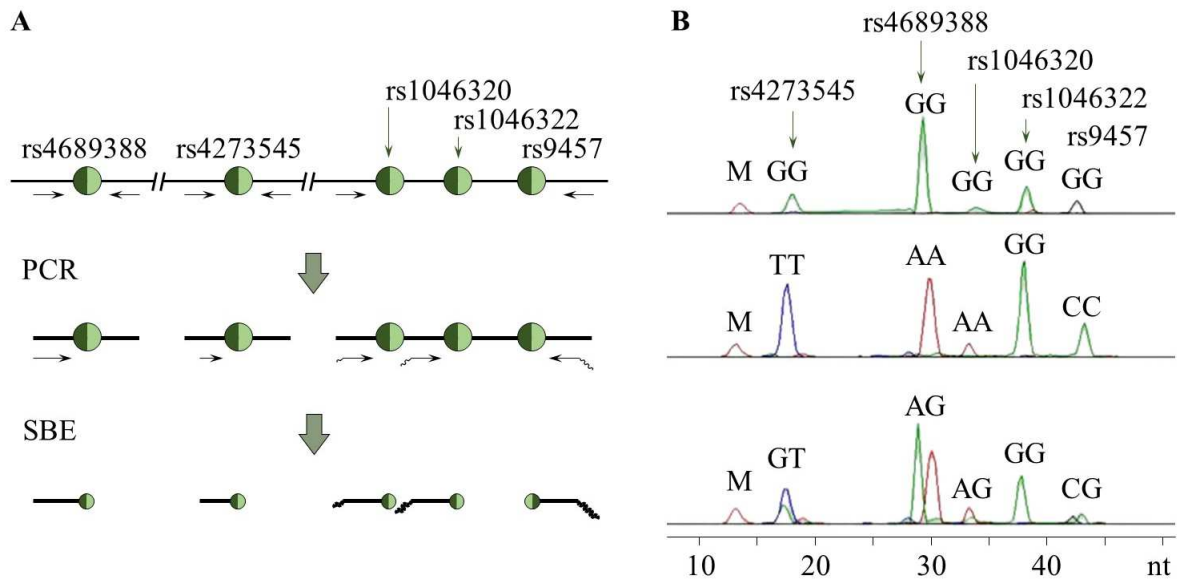 A
rs1046320
rs1046322
rs4689388 rs4273545 rs9457
PCR
SBE
B
rs4689388
rs1046320
rs4273545 GG rs1046322
rs9457
M GG GG GG GG
TT AA GG
M AA CC
AG
M GT AG GG CG
10 20 30 40 nt